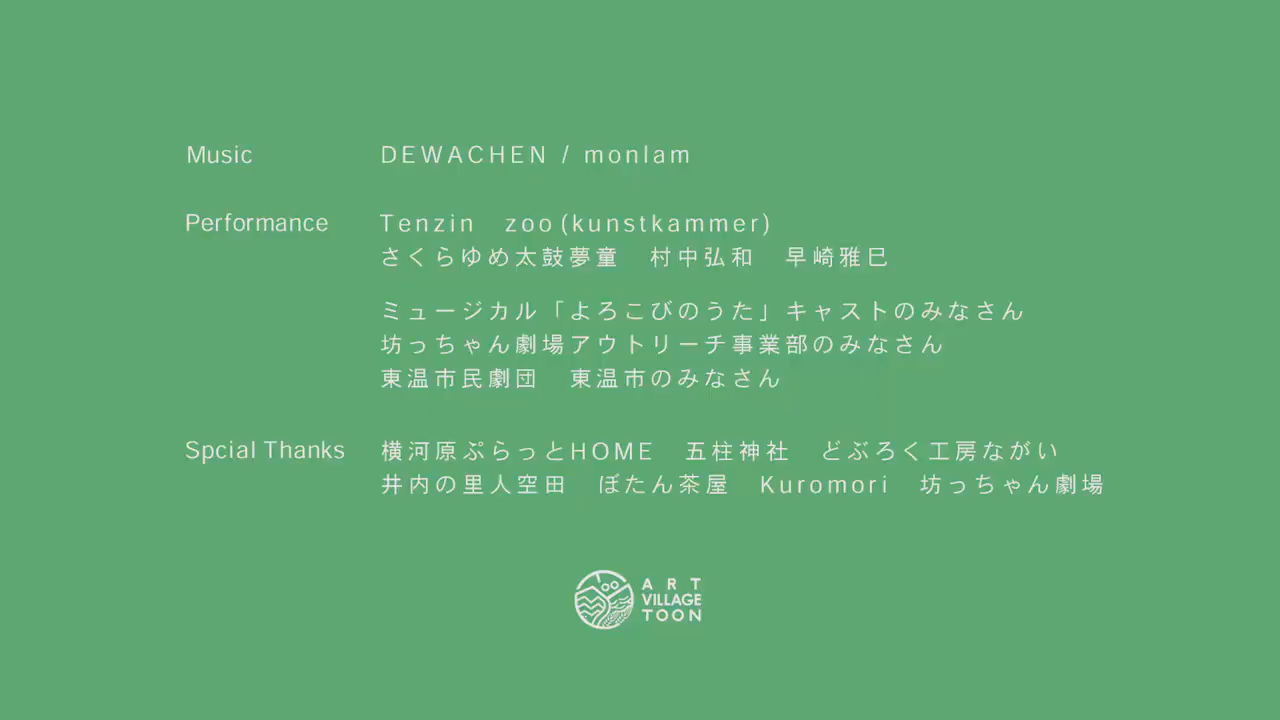 Music DEWACHEN / monlam
Performance Tenzin　zoo (kunstkammer)
さくらゆめ太鼓夢童　村中弘和　早崎雅巳
ミュージカル「よろこびのうた」キャストのみなさん
坊っちゃん劇場アウトリーチ事業部のみなさん
東温市民劇団　東温市のみなさん
Spcial Thanks 横河原ぷらっとHOME　五柱神社　どぶろく工房ながい
井内の里人空田　ぼたん茶屋　Kuromori　坊っちゃん劇場
ART
VILLAGE
TOON